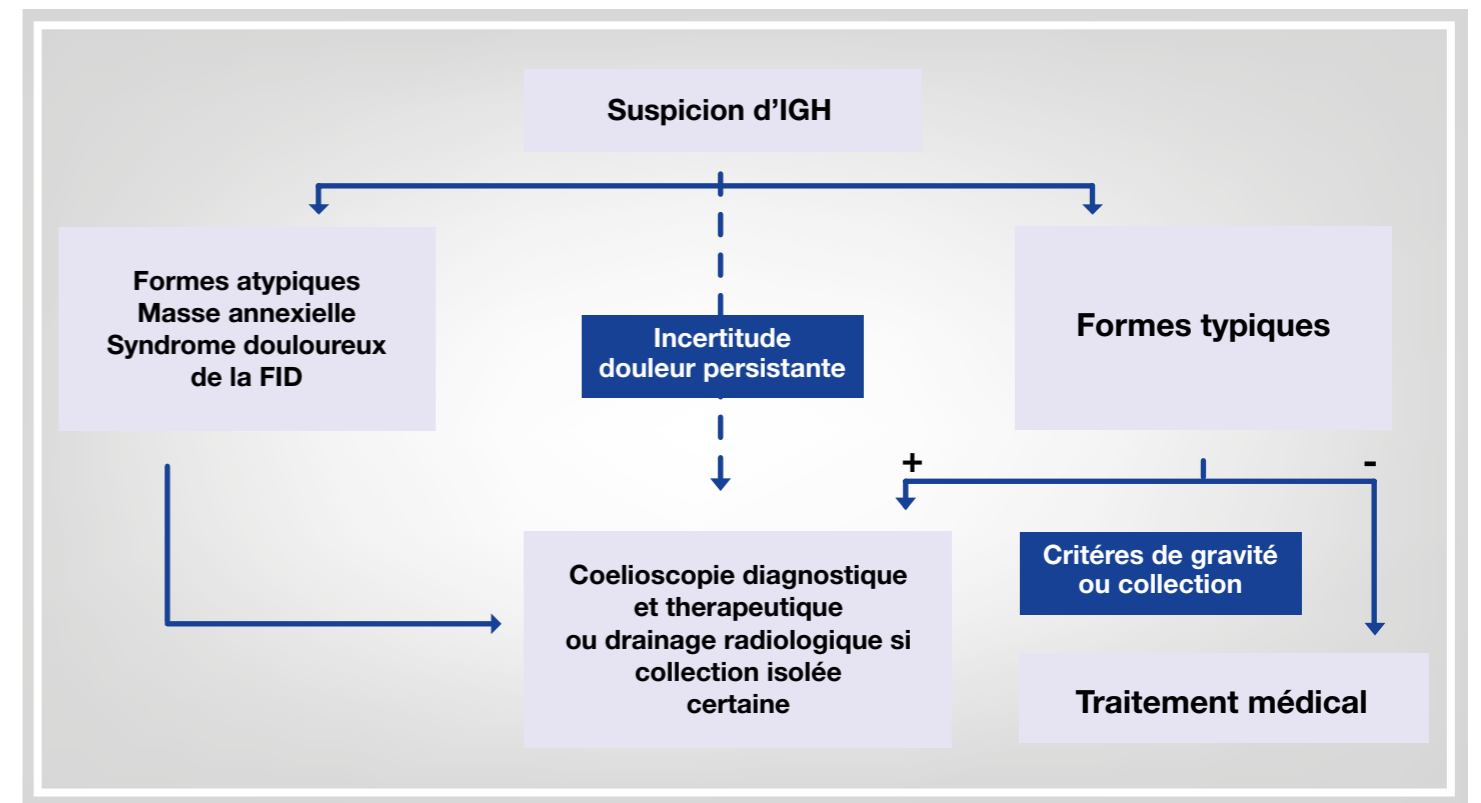 Suspicion d’IGH
Formes atypiques
Masse annexielle
Syndrome douloureux
de la FID
Incertitude
douleur persistante
Formes typiques
+
-
Critéres de gravité
ou collection
Coelioscopie diagnostique
et therapeutique
ou drainage radiologique si
collection isolée
certaine
Traitement médical